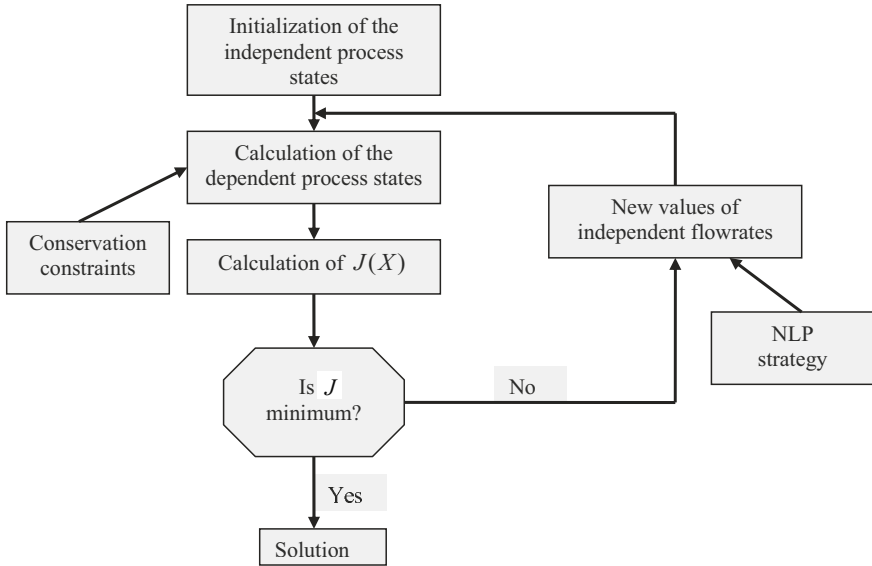 Initialization of the
independent process
states
Calculation of the
dependent process states
New values of
independent flowrates
Conservation
constraints
Calculation of J(X)
NLP
strategy
Is J
minimum?
No
Yes
Solution